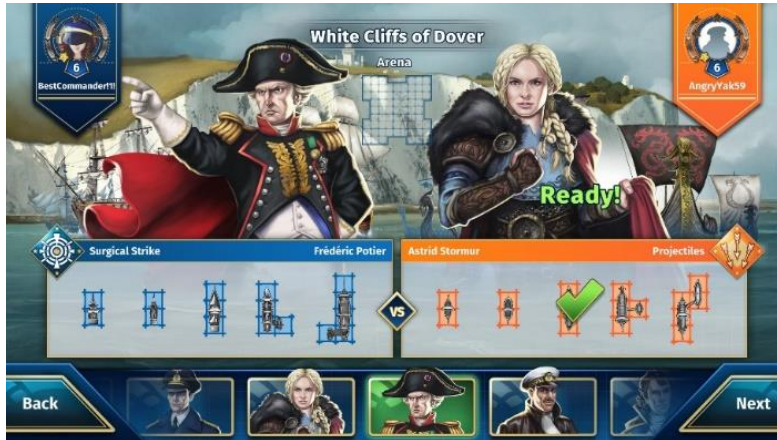 White Cliffs of Dover
Arena
6
BestCommander!1!
6
AngryYak59
Ready!
Surgical Strike
Frédéric Potier
Astrid Stormur
Projectiles
VS
Back
Next